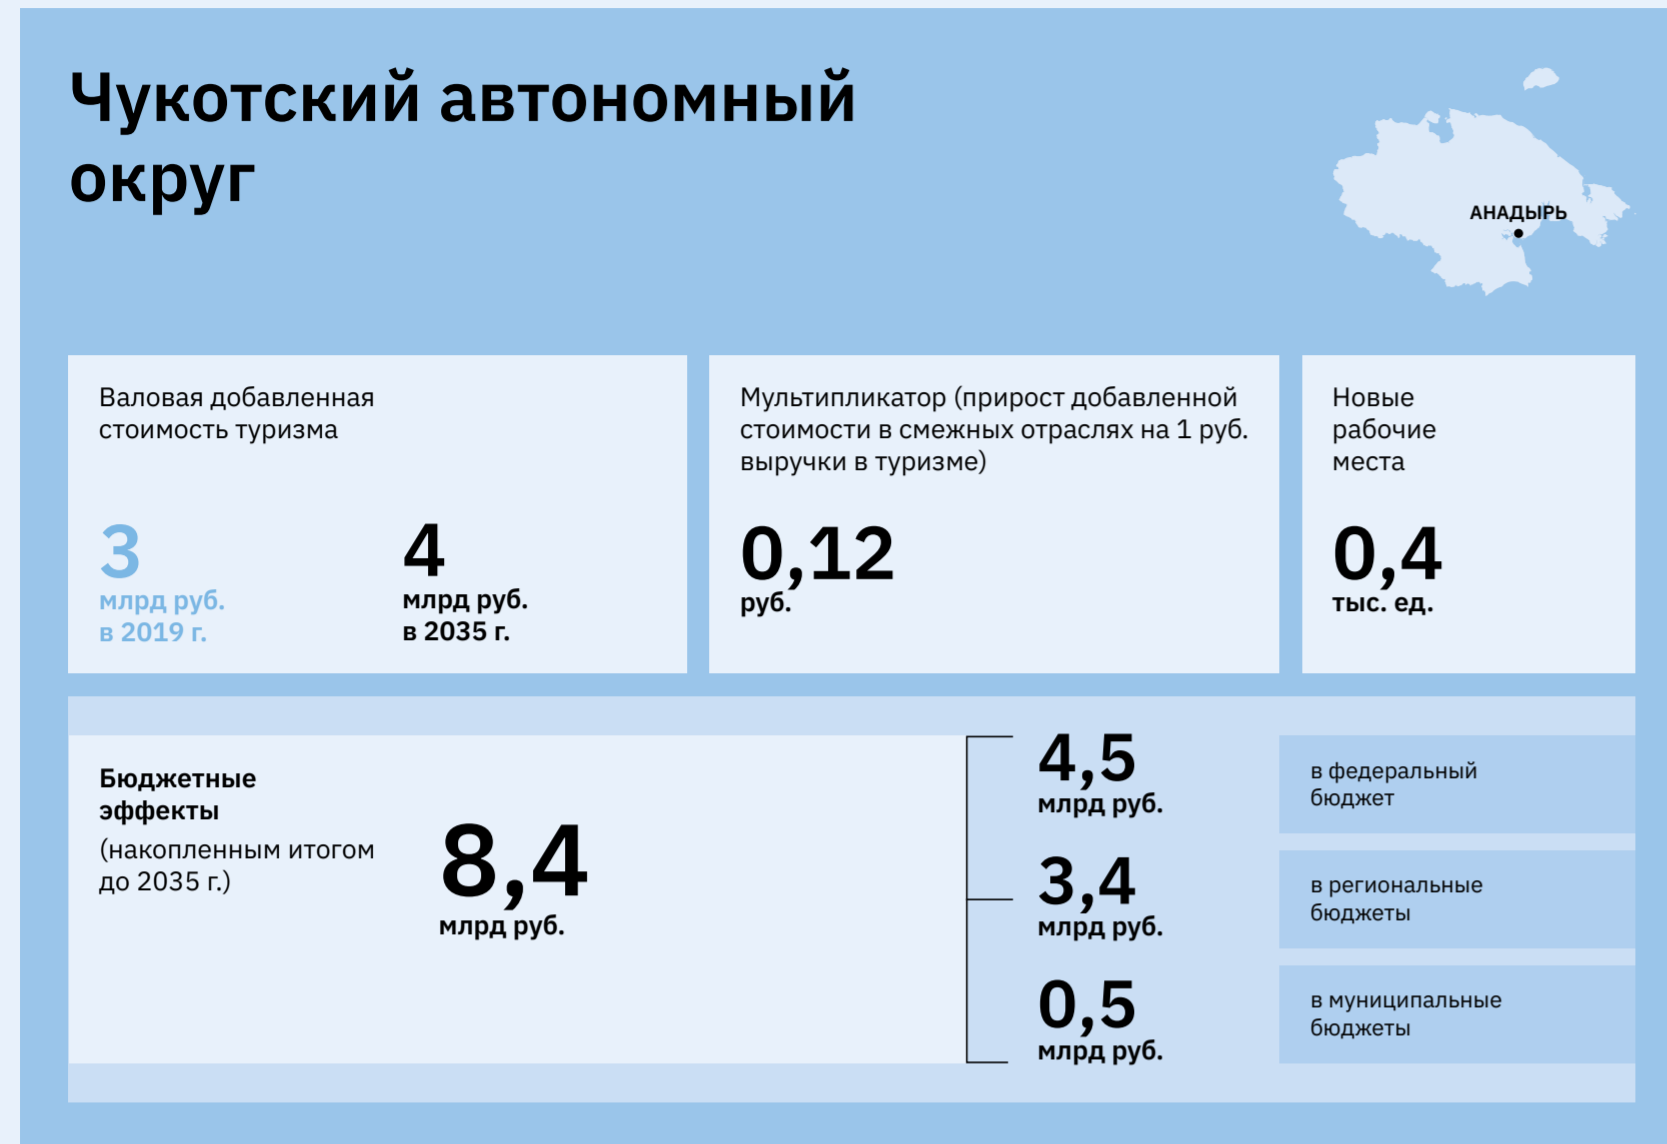 Чукотский автономный
округ
АНАДЫРЬ
Валовая добавленная
стоимость туризма
3
млрд руб.
в 2019 г.
4
млрд руб.
в 2035 г.
Мультипликатор (прирост добавленной
стоимости в смежных отраслях на 1 руб.
выручки в туризме)
0,12
руб.
Новые
рабочие
места
0,4
тыс. ед.
Бюджетные
эффекты
(накопленным итогом
до 2035 г.)
8,4
млрд руб.
4,5
млрд руб.
в федеральный
бюджет
3,4
млрд руб.
в региональные
бюджеты
0,5
млрд руб.
в муниципальные
бюджеты